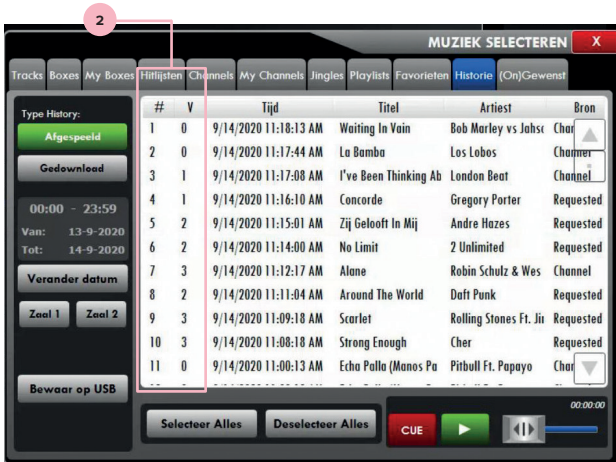 2
MUZIEK SELECTEREN X
Tracks Boxes My Boxes Hitlijsten Channels My Channels Jingles Playlists Favorieten Historie (On)Gewenst
Type History:
Afgespeeld
Gedownload
00:00 - 23:59
Van: 13-9-2020
Tot: 14-9-2020
Verander datum
Zaal 1 Zaal 2
Bewaar op USB
# V Tijd Titel Artiest Bron
1 0 9/14/2020 11:18:13 AM Waiting In Vain Bob Marley vs Jahsc
2 0 9/14/2020 11:17:44 AM La Bamba Los Lobos Channel
3 1 9/14/2020 11:17:08 AM I've Been Thinking Ab London Beat Channel
4 1 9/14/2020 11:16:10 AM Concorde Gregory Porter Requested
5 2 9/14/2020 11:15:01 AM Zij Gelooft In Mij Andre Hazes Requested
6 2 9/14/2020 11:14:00 AM No Limit 2 Unlimited Requested
7 3 9/14/2020 11:12:17 AM Alane Robin Schulz & Wes Channel
8 2 9/14/2020 11:11:04 AM Around The World Daft Punk Requested
9 3 9/14/2020 11:09:18 AM Scarlet Rolling Stones Ft. Jir Requested
10 3 9/14/2020 11:08:18 AM Strong Enough Cher Requested
11 0 9/14/2020 11:00:13 AM Echa Palla (Manos Pa Pitbull Ft. Papayo
Selecteer Alles Deselecteer Alles CUE
00:00:00